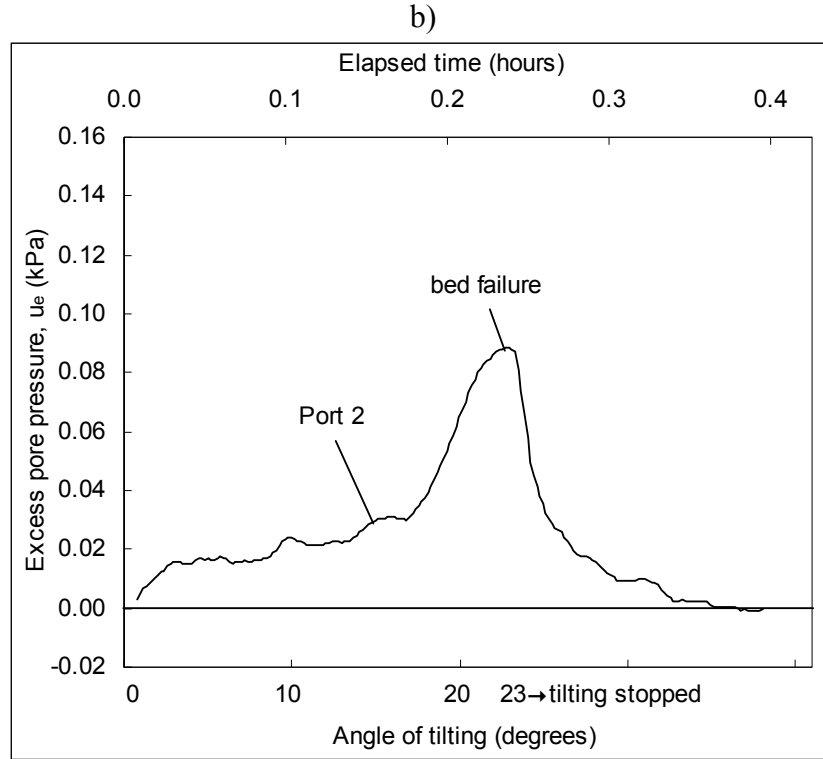 b)
Elapsed time (hours)
0.0 0.1 0.2 0.3 0.4
0.16
0.14
0.12
0.10
0.08
0.06
0.04
0.02
0.00
-0.02
Excess pore pressure, ue (kPa)
bed failure
Port 2
0 10 20 23→tilting stopped
Angle of tilting (degrees)